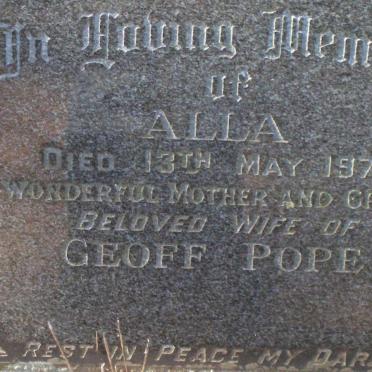 In Loving Mem
of
ALLA
DIED 13TH MAY 197
WONDERFUL MOTHER AND G
BELOVED WIFE OF
GEOFF POPE
REST IN PEACE MY DAR